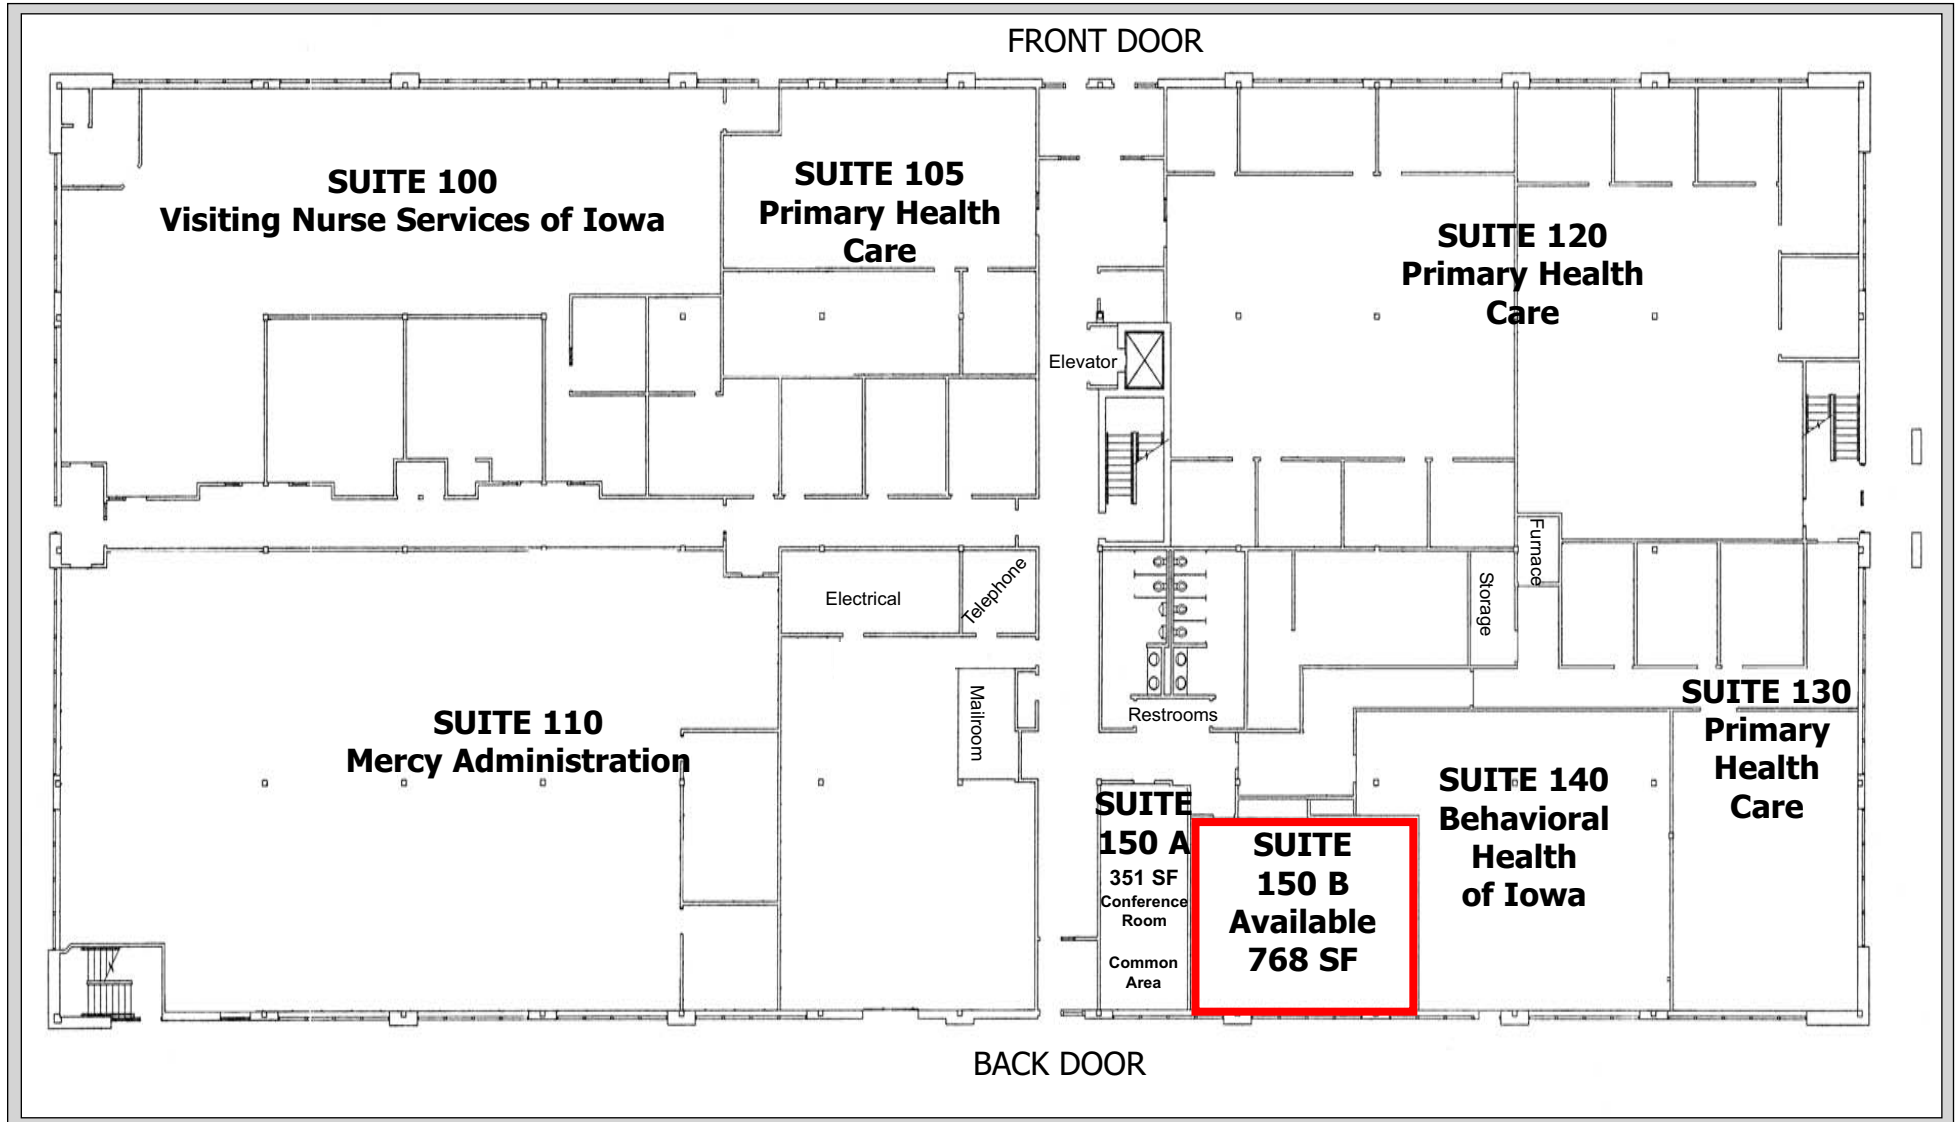 FRONT DOOR
SUITE 100
Visiting Nurse Services of Iowa
SUITE 105
Primary Health
Care
SUITE 120
Primary Health
Care
Elevator
Furnace
Electrical
Telephone
Storage
Mailroom
Restrooms
SUITE 110
Mercy Administration
SUITE 130
Primary
Health
Care
SUITE 140
Behavioral
Health
of Iowa
SUITE
150 A
351 SF
Conference
Room
Common
Area
SUITE
150 B
Available
768 SF
BACK DOOR